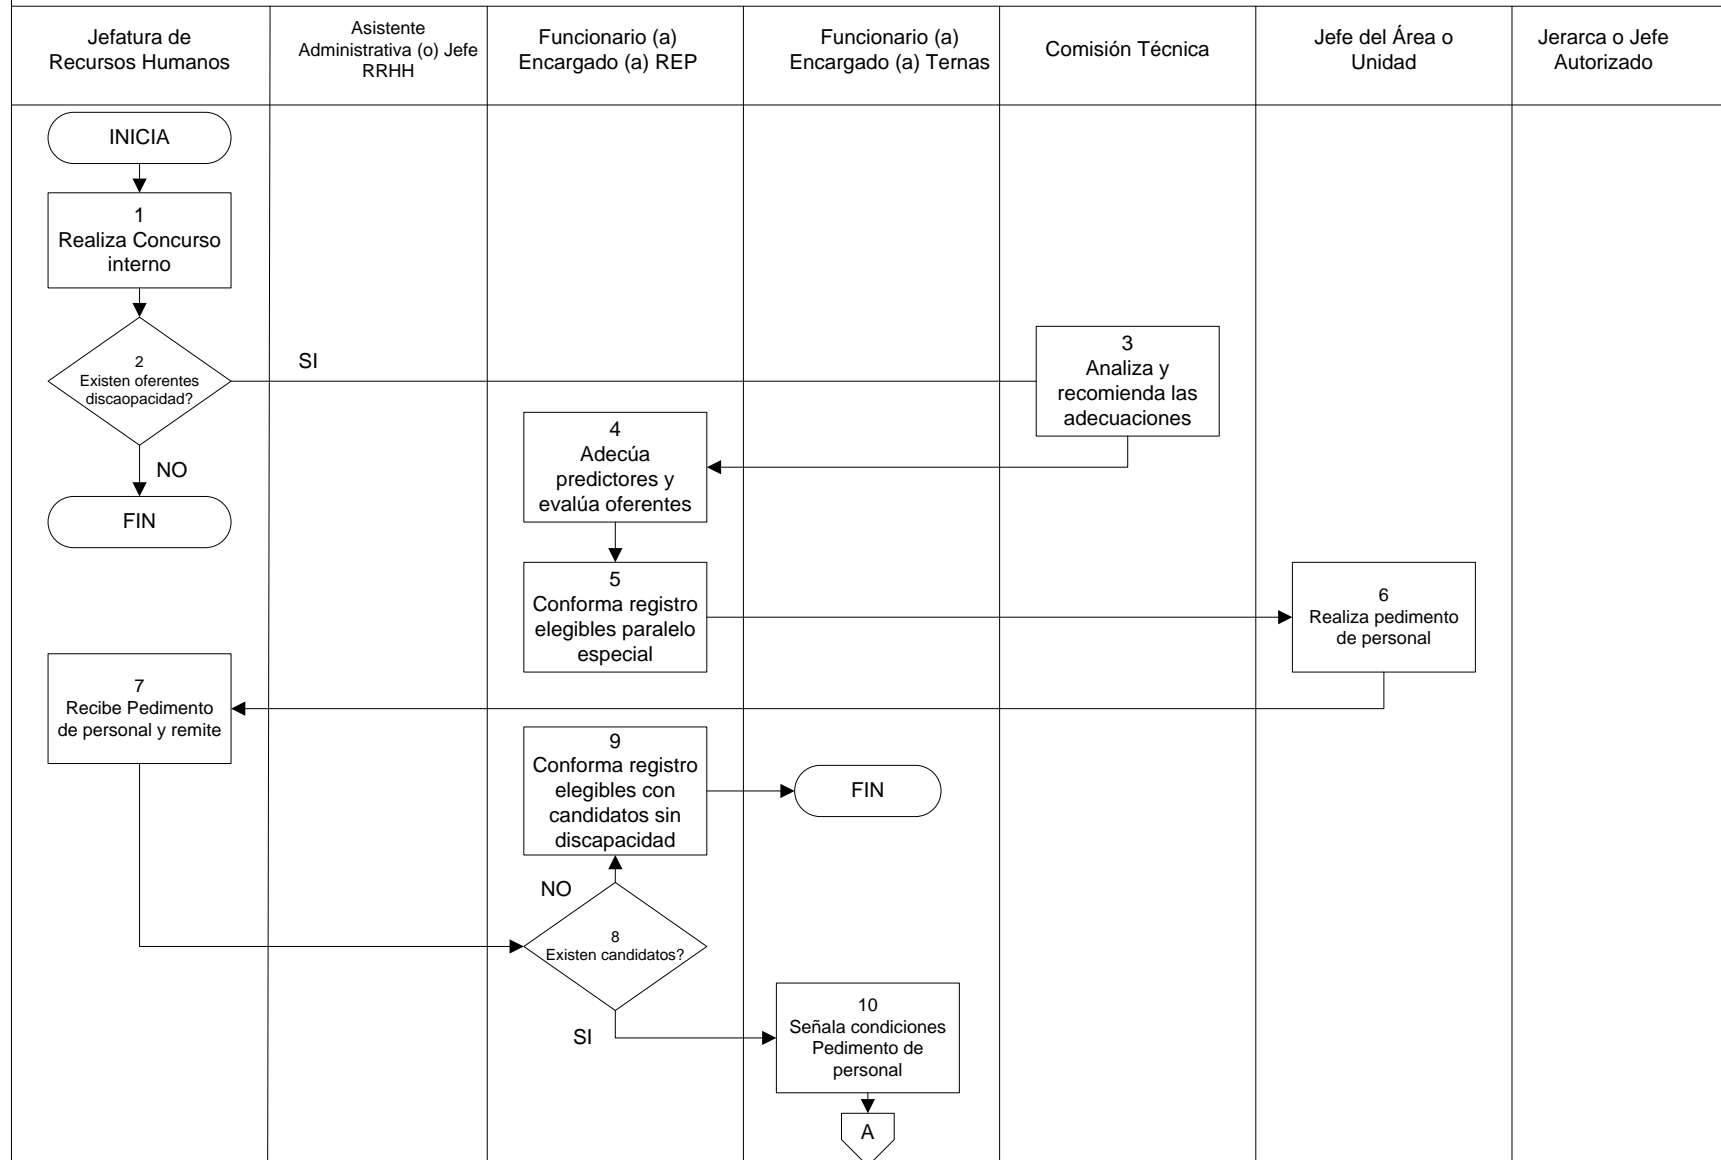 Jefatura de
Recursos Humanos
Asistente
Administrativa (o) Jefe
RRHH
Funcionario (a)
Encargado (a) REP
Funcionario (a)
Encargado (a) Ternas
Comisión Técnica
Jefe del Área o
Unidad
Jerarca o Jefe
Autorizado
INICIA
1
Realiza Concurso
interno
2
Existen oferentes
discaopacidad?
SI
NO
FIN
3
Analiza y
recomienda las
adecuaciones
4
Adecúa
predictores y
evalúa oferentes
5
Conforma registro
elegibles paralelo
especial
6
Realiza pedimento
de personal
7
Recibe Pedimento
de personal y remite
9
Conforma registro
elegibles con
candidatos sin
discapacidad
FIN
NO
8
Existen candidatos?
SI
10
Señala condiciones
Pedimento de
personal
A